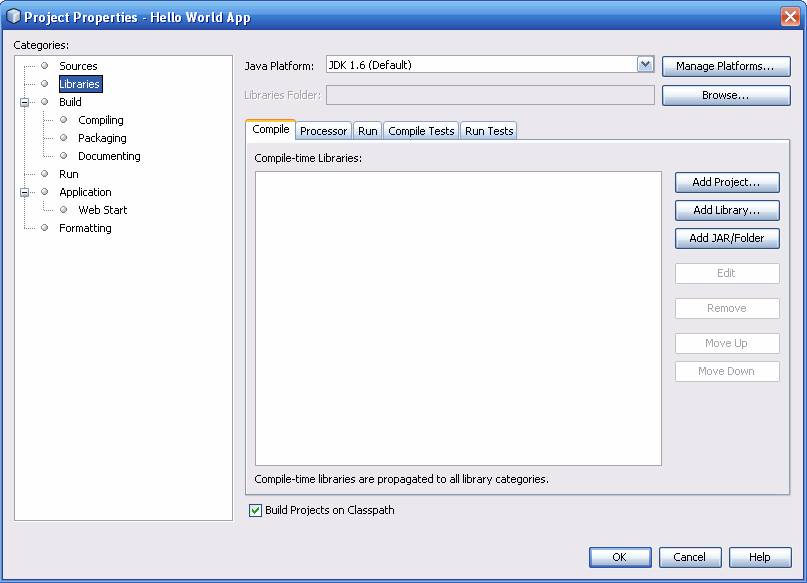 Project Properties - Hello World App
Categories:
Sources
Libraries
Build
Compiling
Packaging
Documenting
Run
Application
Web Start
Formatting
Java Platform:
JDK 1.6 (Default)
Manage Platforms...
Libraries Folder:
Browse...
Compile
Processor
Run
Compile Tests
Run Tests
Compile-time Libraries:
Add Project...
Add Library...
Add JAR/Folder
Edit
Remove
Move Up
Move Down
Compile-time libraries are propagated to all library categories.
Build Projects on Classpath
OK
Cancel
Help